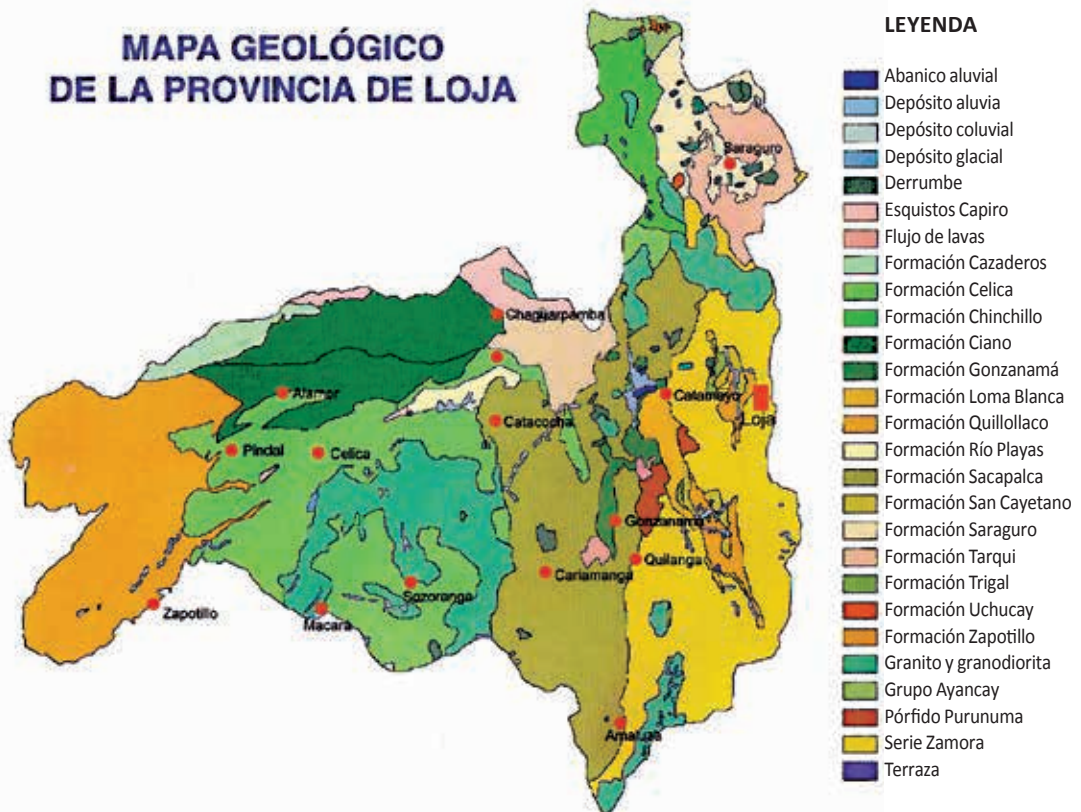 MAPA GEOLÓGICO
DE LA PROVINCIA DE LOJA
LEYENDA
Abanico aluvial
Depósito aluvia
Depósito coluvial
Depósito glacial
Derrumbe
Esquistos Capiro
Flujo de lavas
Formación Cazaderos
Formación Celica
Formación Chinchillo
Formación Ciano
Formación Gonzanamá
Formación Loma Blanca
Formación Quillollaco
Formación Río Playas
Formación Sacapalca
Formación San Cayetano
Formación Saraguro
Formación Tarqui
Formación Trigal
Formación Uchucay
Formación Zapotillo
Granito y granodiorita
Grupo Ayancay
Pórfido Purunuma
Serie Zamora
Terraza
Saraguro
Chaguarpamba
Alamor
Catamayo
Loja
Catacocha
Pindal
Celica
Gonzanama
Quilanga
Cariamanga
Sozoranga
Zapotillo
Macará
Amaluza